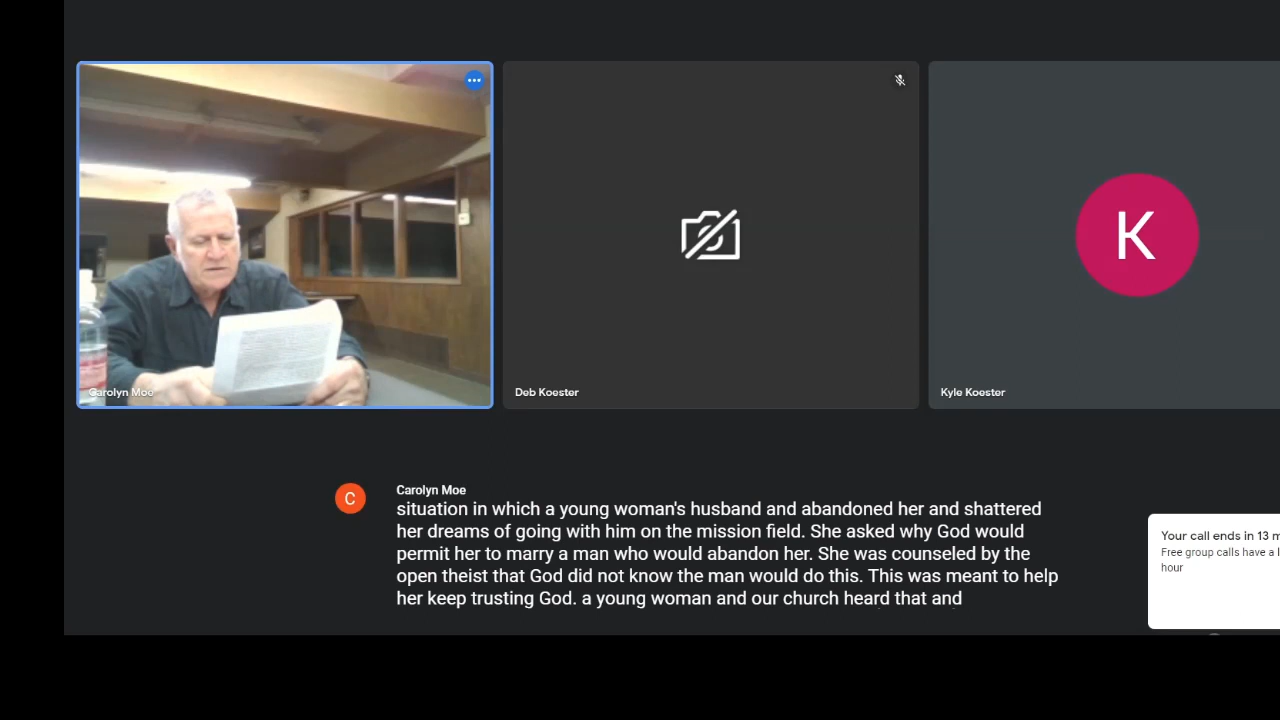 Carolyn Moe
Deb Koester
K
Kyle Koester
C
Carolyn Moe
situation in which a young woman's husband and abandoned her and shattered
her dreams of going with him on the mission field. She asked why God would
permit her to marry a man who would abandon her. She was counseled by the
open theist that God did not know the man would do this. This was meant to help
her keep trusting God. a young woman and our church heard that and
Your call ends in 13 m
Free group calls have a l
hour